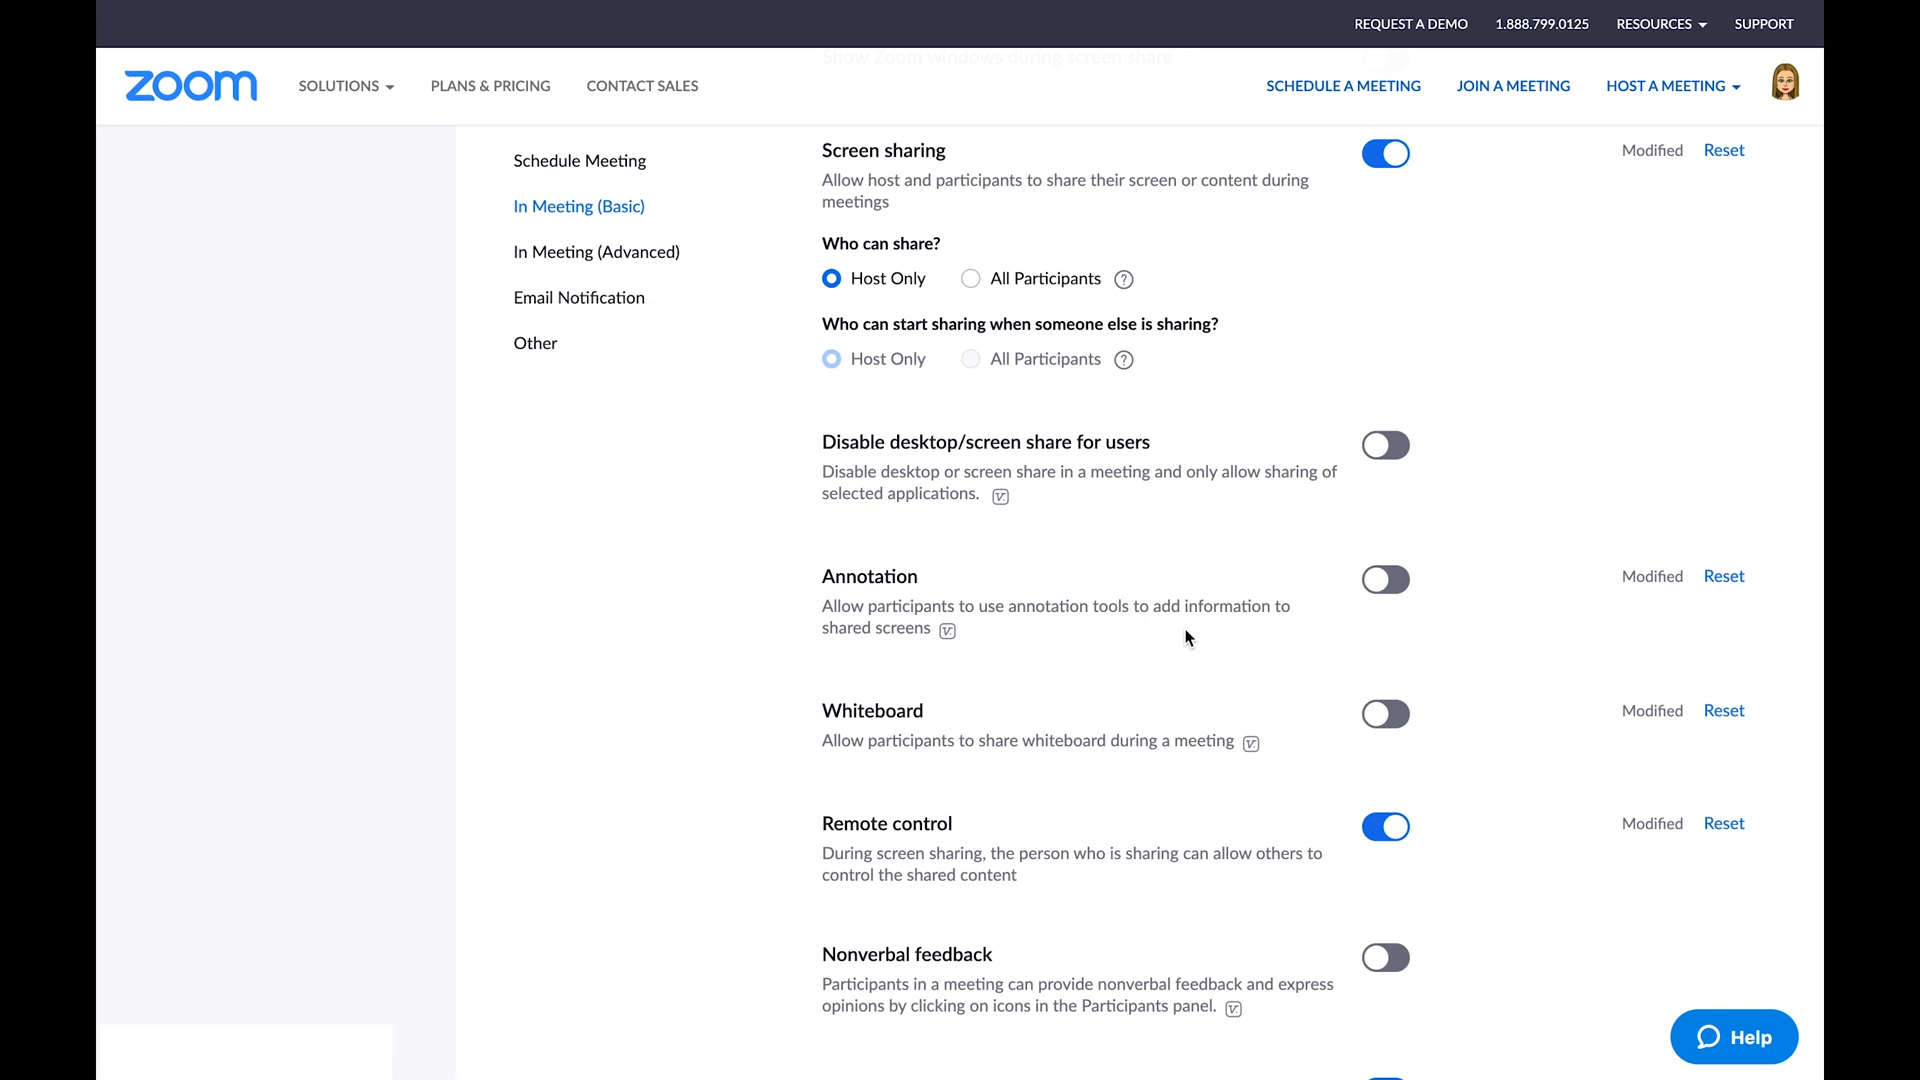 REQUEST A DEMO 1.888.799.0125 RESOURCES SUPPORT
Show Zoom windows during screen share
zoom SOLUTIONS PLANS & PRICING CONTACT SALES SCHEDULE A MEETING JOIN A MEETING HOST A MEETING
Schedule Meeting
In Meeting (Basic)
In Meeting (Advanced)
Email Notification
Other
Screen sharing Modified Reset
Allow host and participants to share their screen or content during
meetings
Who can share?
Host Only All Participants ?
Who can start sharing when someone else is sharing?
Host Only All Participants ?
Disable desktop/screen share for users
Disable desktop or screen share in a meeting and only allow sharing of
selected applications. V
Annotation Modified Reset
Allow participants to use annotation tools to add information to
shared screens V
Whiteboard Modified Reset
Allow participants to share whiteboard during a meeting V
Remote control Modified Reset
During screen sharing, the person who is sharing can allow others to
control the shared content
Nonverbal feedback
Participants in a meeting can provide nonverbal feedback and express
opinions by clicking on icons in the Participants panel. V
Help